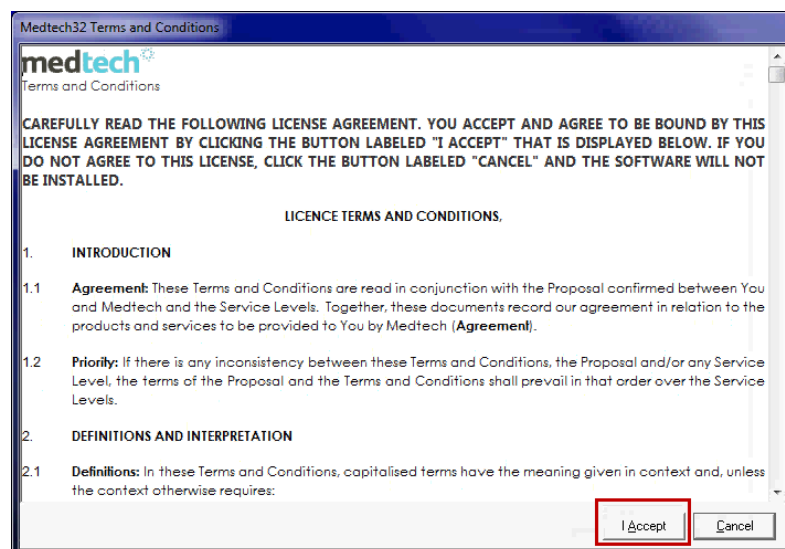 Medtech32 Terms and Conditions
medtech
Terms and Conditions
CAREFULLY READ THE FOLLOWING LICENSE AGREEMENT. YOU ACCEPT AND AGREE TO BE BOUND BY THIS
LICENSE AGREEMENT BY CLICKING THE BUTTON LABELED "I ACCEPT" THAT IS DISPLAYED BELOW. IF YOU
DO NOT AGREE TO THIS LICENSE, CLICK THE BUTTON LABELED "CANCEL" AND THE SOFTWARE WILL NOT
BE INSTALLED.
LICENCE TERMS AND CONDITIONS,
1. INTRODUCTION
1.1 Agreement: These Terms and Conditions are read in conjunction with the Proposal confirmed between You
and Medtech and the Service Levels. Together, these documents record our agreement in relation to the
products and services to be provided to You by Medtech (Agreement).
1.2 Priority: If there is any inconsistency between these Terms and Conditions, the Proposal and/or any Service
Level, the terms of the Proposal and the Terms and Conditions shall prevail in that order over the Service
Levels.
2. DEFINITIONS AND INTERPRETATION
2.1 Definitions: In these Terms and Conditions, capitalised terms have the meaning given in context and, unless
the context otherwise requires:
I Accept Cancel